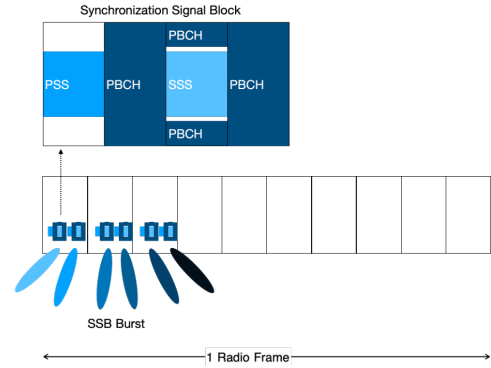 Synchronization Signal Block
PBCH
PSS PBCH SSS PBCH
PBCH
SSB Burst
1 Radio Frame